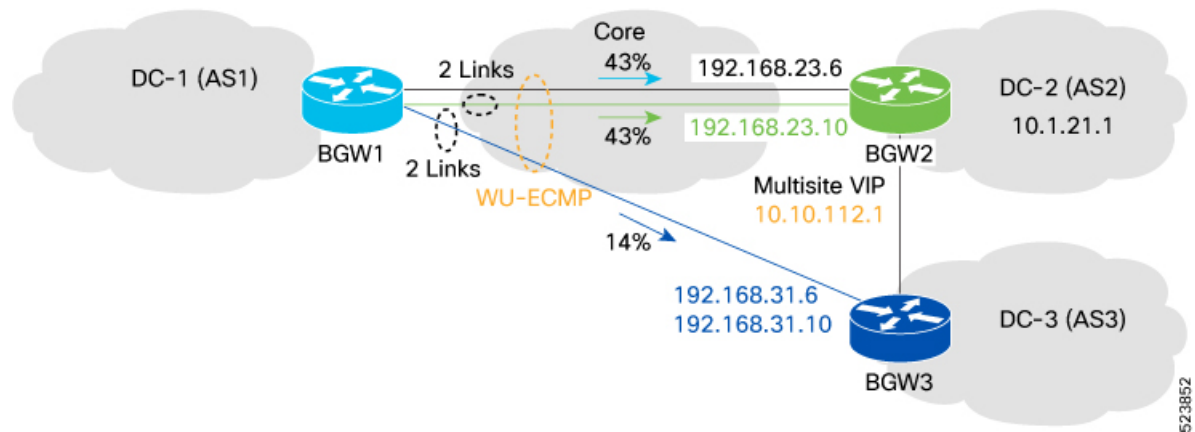 Core
DC-1 (AS1)
2 Links
43%
192.168.23.6
DC-2 (AS2)
10.1.21.1
43%
192.168.23.10
BGW1
BGW2
2 Links
WU-ECMP
Multisite VIP
10.10.112.1
14%
192.168.31.6
192.168.31.10
DC-3 (AS3)
BGW3
523852